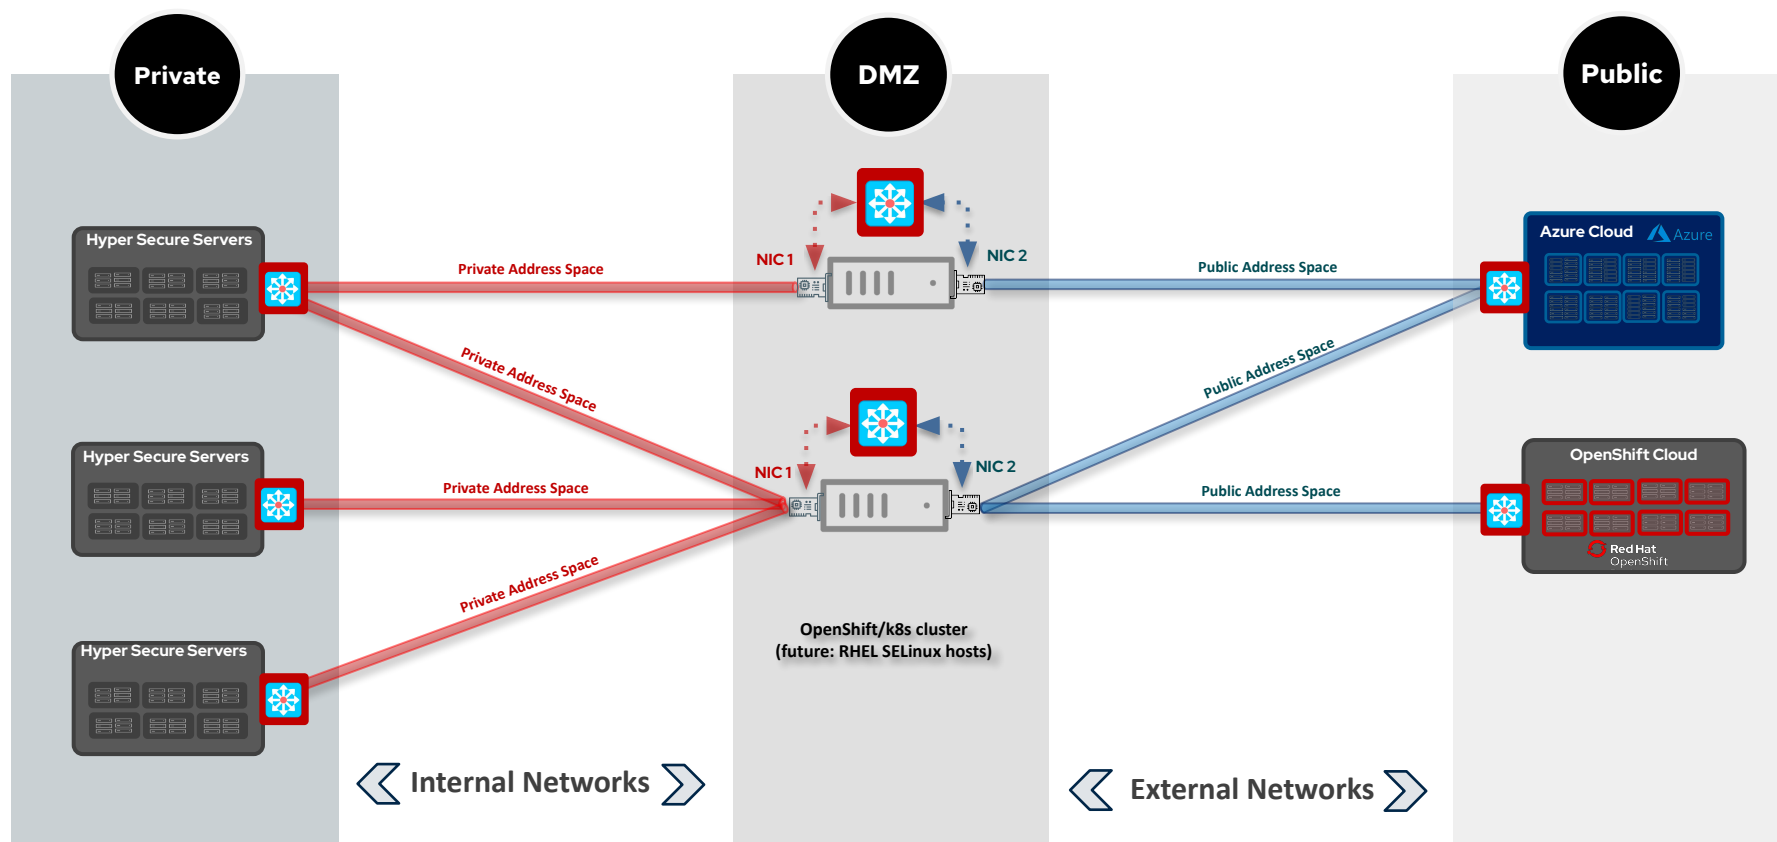 Private
DMZ
Public
Hyper Secure Servers
Private Address Space
NIC 1
NIC 2
Public Address Space
Azure Cloud
Azure
Private Address Space
Public Address Space
Hyper Secure Servers
Private Address Space
NIC 1
NIC 2
Public Address Space
OpenShift Cloud
Red Hat
OpenShift
Private Address Space
Hyper Secure Servers
OpenShift/k8s cluster
(future: RHEL SELinux hosts)
Internal Networks
External Networks